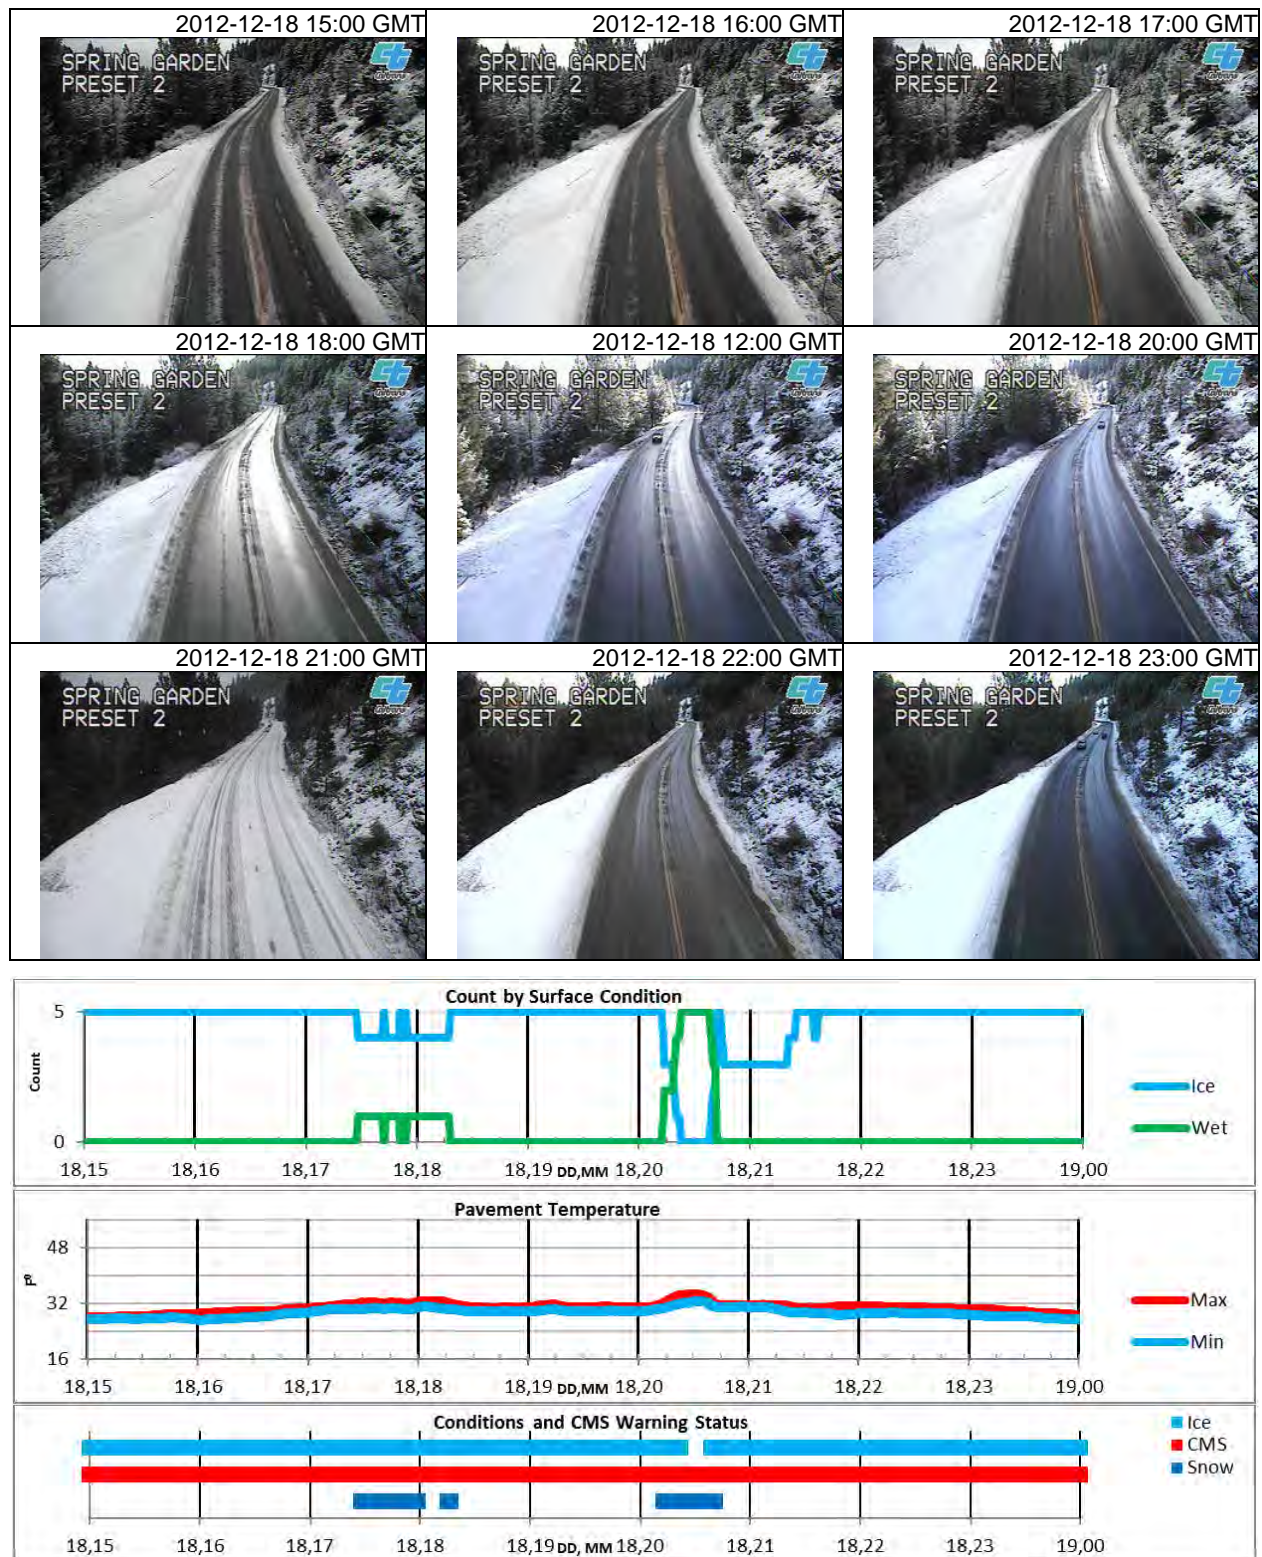 2012-12-18 15:00 GMT
2012-12-18 16:00 GMT
2012-12-18 17:00 GMT
SPRING GARDEN
PRESET 2
SPRING GARDEN
PRESET 2
SPRING GARDEN
PRESET 2
2012-12-18 18:00 GMT
2012-12-18 12:00 GMT
2012-12-18 20:00 GMT
SPRING GARDEN
PRESET 2
SPRING GARDEN
PRESET 2
SPRING GARDEN
PRESET 2
2012-12-18 21:00 GMT
2012-12-18 22:00 GMT
2012-12-18 23:00 GMT
SPRING GARDEN
PRESET 2
SPRING GARDEN
PRESET 2
SPRING GARDEN
PRESET 2
Count by Surface Condition
5
Count
0
Ice
Wet
18,15 18,16 18,17 18,18 18,19 DD,MM 18,20 18,21 18,22 18,23 19,00
Pavement Temperature
48
Fº
32
16
Max
Min
18,15 18,16 18,17 18,18 18,19 DD,MM 18,20 18,21 18,22 18,23 19,00
Conditions and CMS Warning Status
Ice
CMS
Snow
18,15 18,16 18,17 18,18 18,19 DD, MM 18,20 18,21 18,22 18,23 19,00